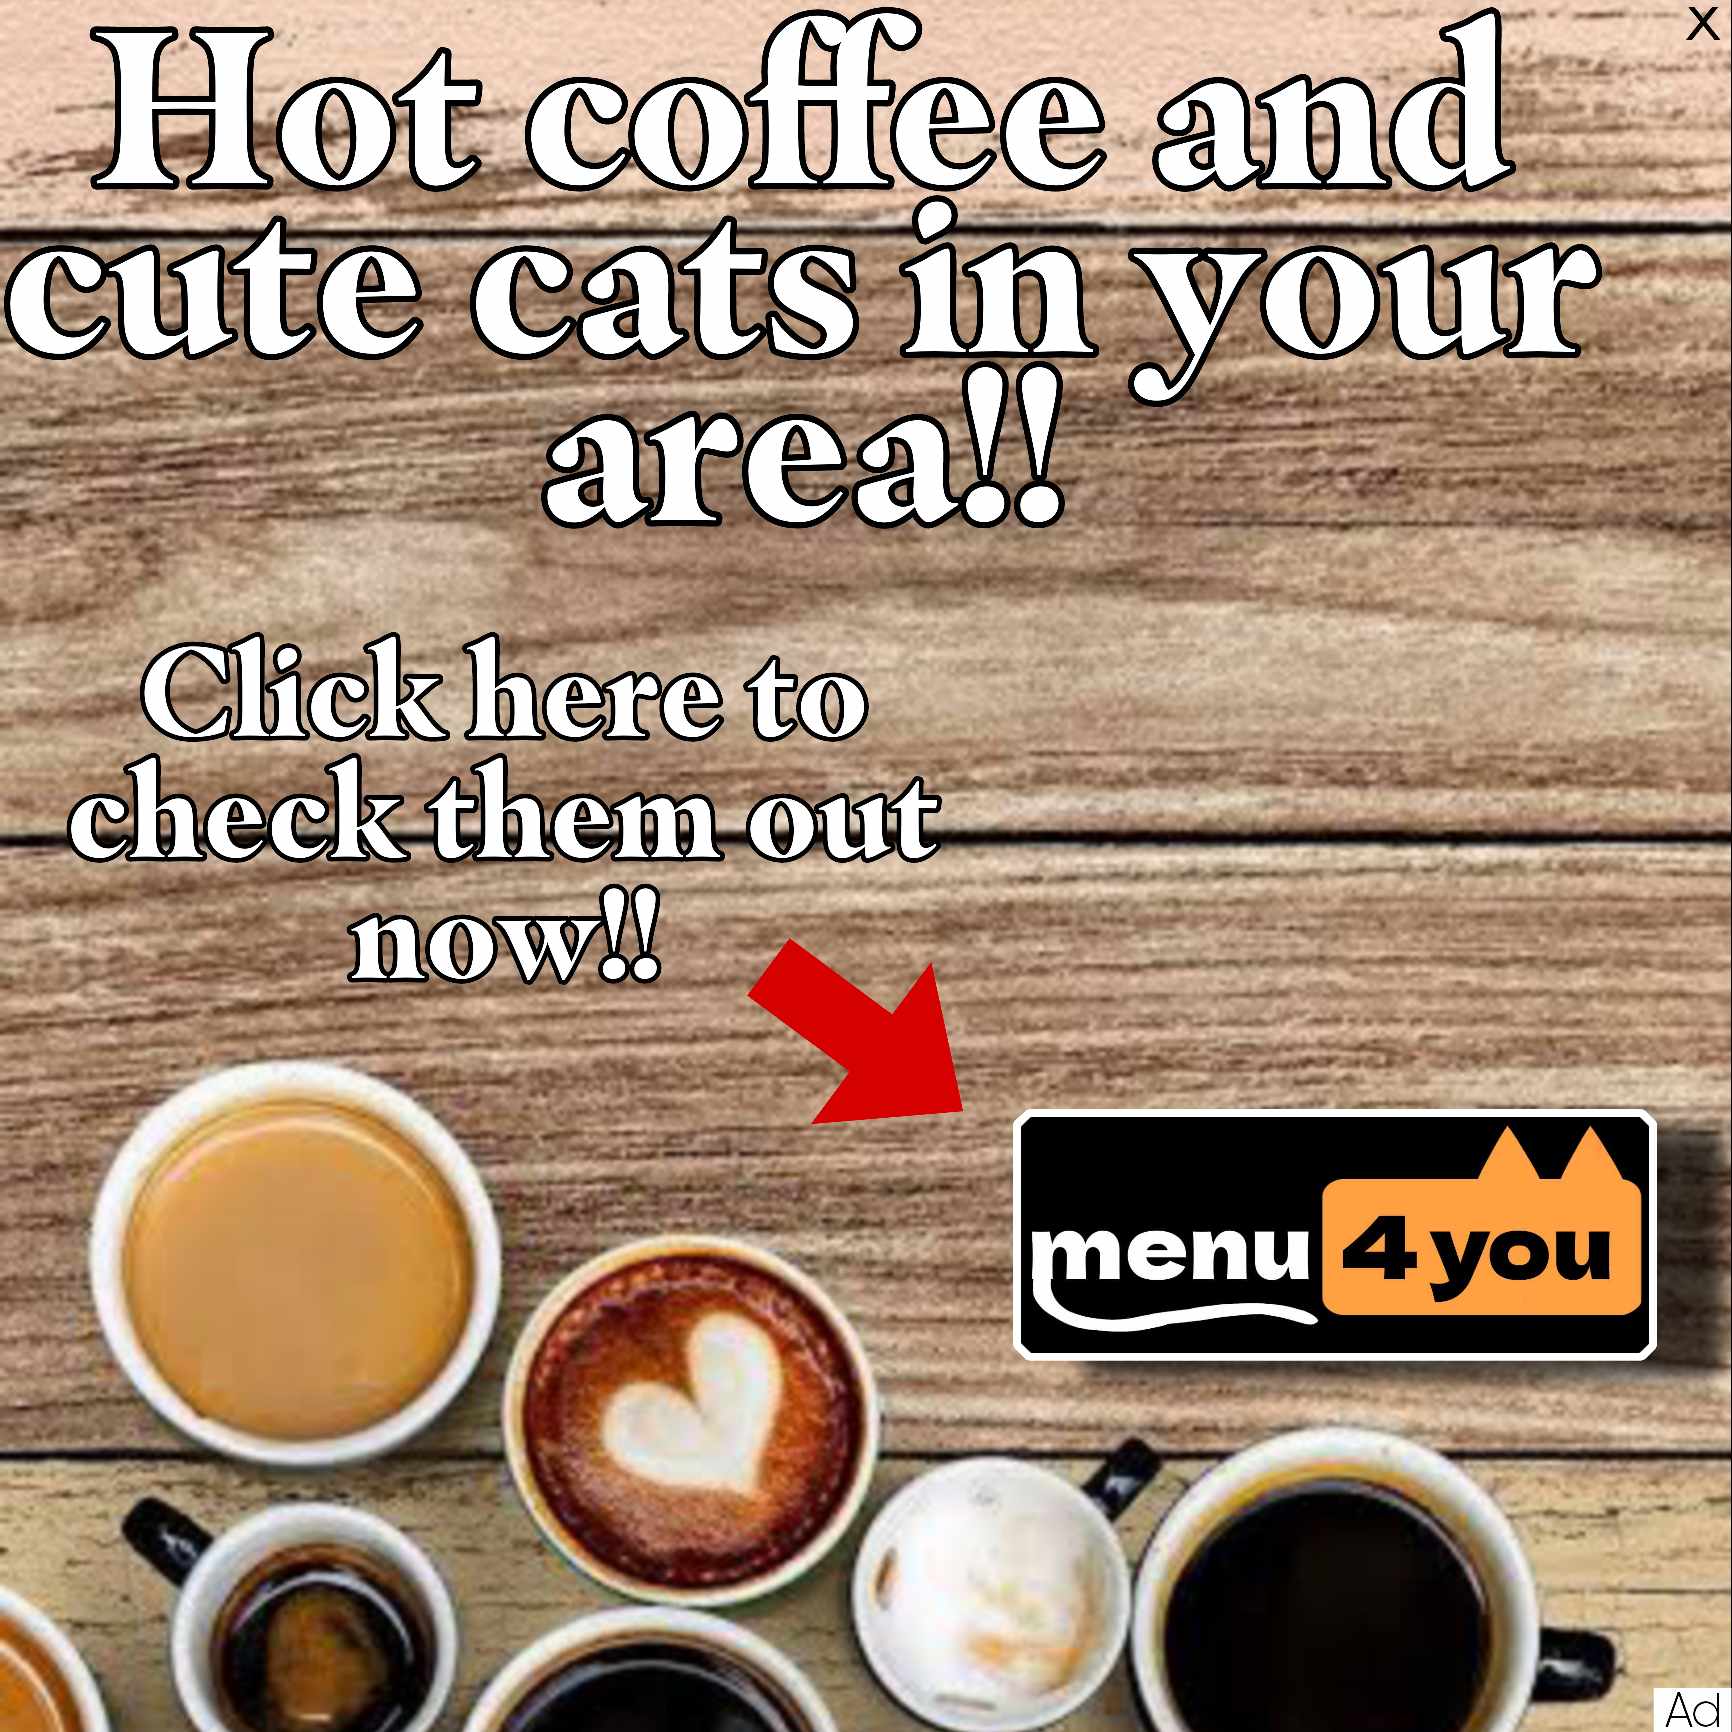 X
Hot coffee and
cute cats in your
area!!
Click here to
check them out
now!!
menu 4 you
Ad